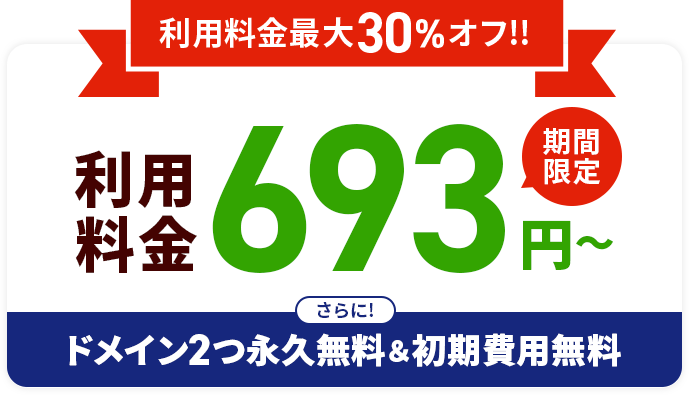 利用料金最大30%オフ!!
利用
料金
693
円～
期間
限定
さらに!
ドメイン2つ永久無料&初期費用無料